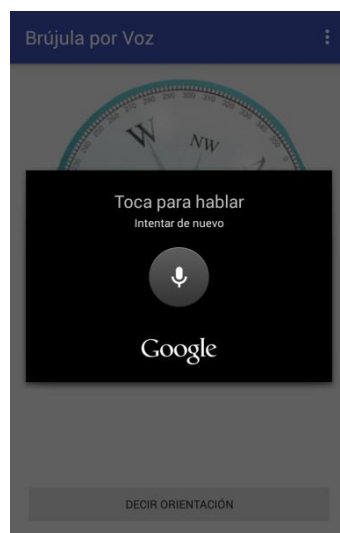 Brújula por Voz
W
NW
Toca para hablar
Intentar de nuevo
Google
DECIR ORIENTACIÓN